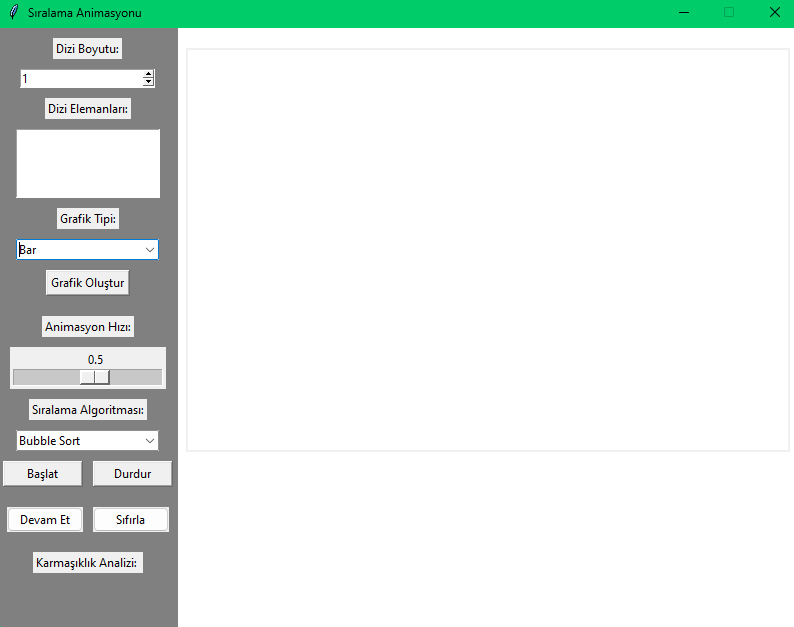 Sıralama Animasyonu
Dizi Boyutu:
1
Dizi Elemanları:
Grafik Tipi:
Bar
Grafik Oluştur
Animasyon Hızı:
0.5
Sıralama Algoritması:
Bubble Sort
Başlat Durdur
Devam Et Sıfırla
Karmaşıklık Analizi: